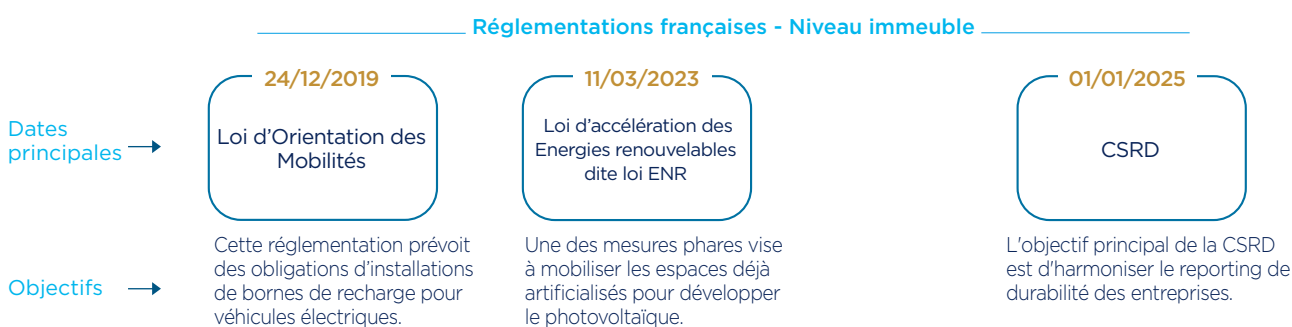 Réglementations françaises - Niveau immeuble
24/12/2019
11/03/2023
01/01/2025
Dates
principales
Loi d'Orientation des
Mobilités
Loi d'accélération des
Energies renouvelables
dite loi ENR
CSRD
Objectifs
Cette réglementation prévoit
des obligations d'installations
de bornes de recharge pour
véhicules électriques.
Une des mesures phares vise
à mobiliser les espaces déjà
artificialisés pour développer
le photovoltaïque.
L'objectif principal de la CSRD
est d'harmoniser le reporting de
durabilité des entreprises.